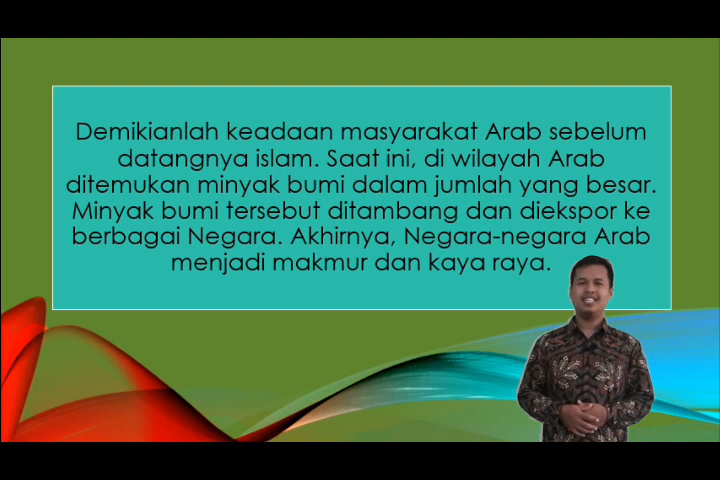 Demikianlah keadaan masyarakat Arab sebelum
datangnya islam. Saat ini, di wilayah Arab
ditemukan minyak bumi dalam jumlah yang besar.
Minyak bumi tersebut ditambang dan diekspor ke
berbagai Negara. Akhirnya, Negara-negara Arab
menjadi makmur dan kaya raya.